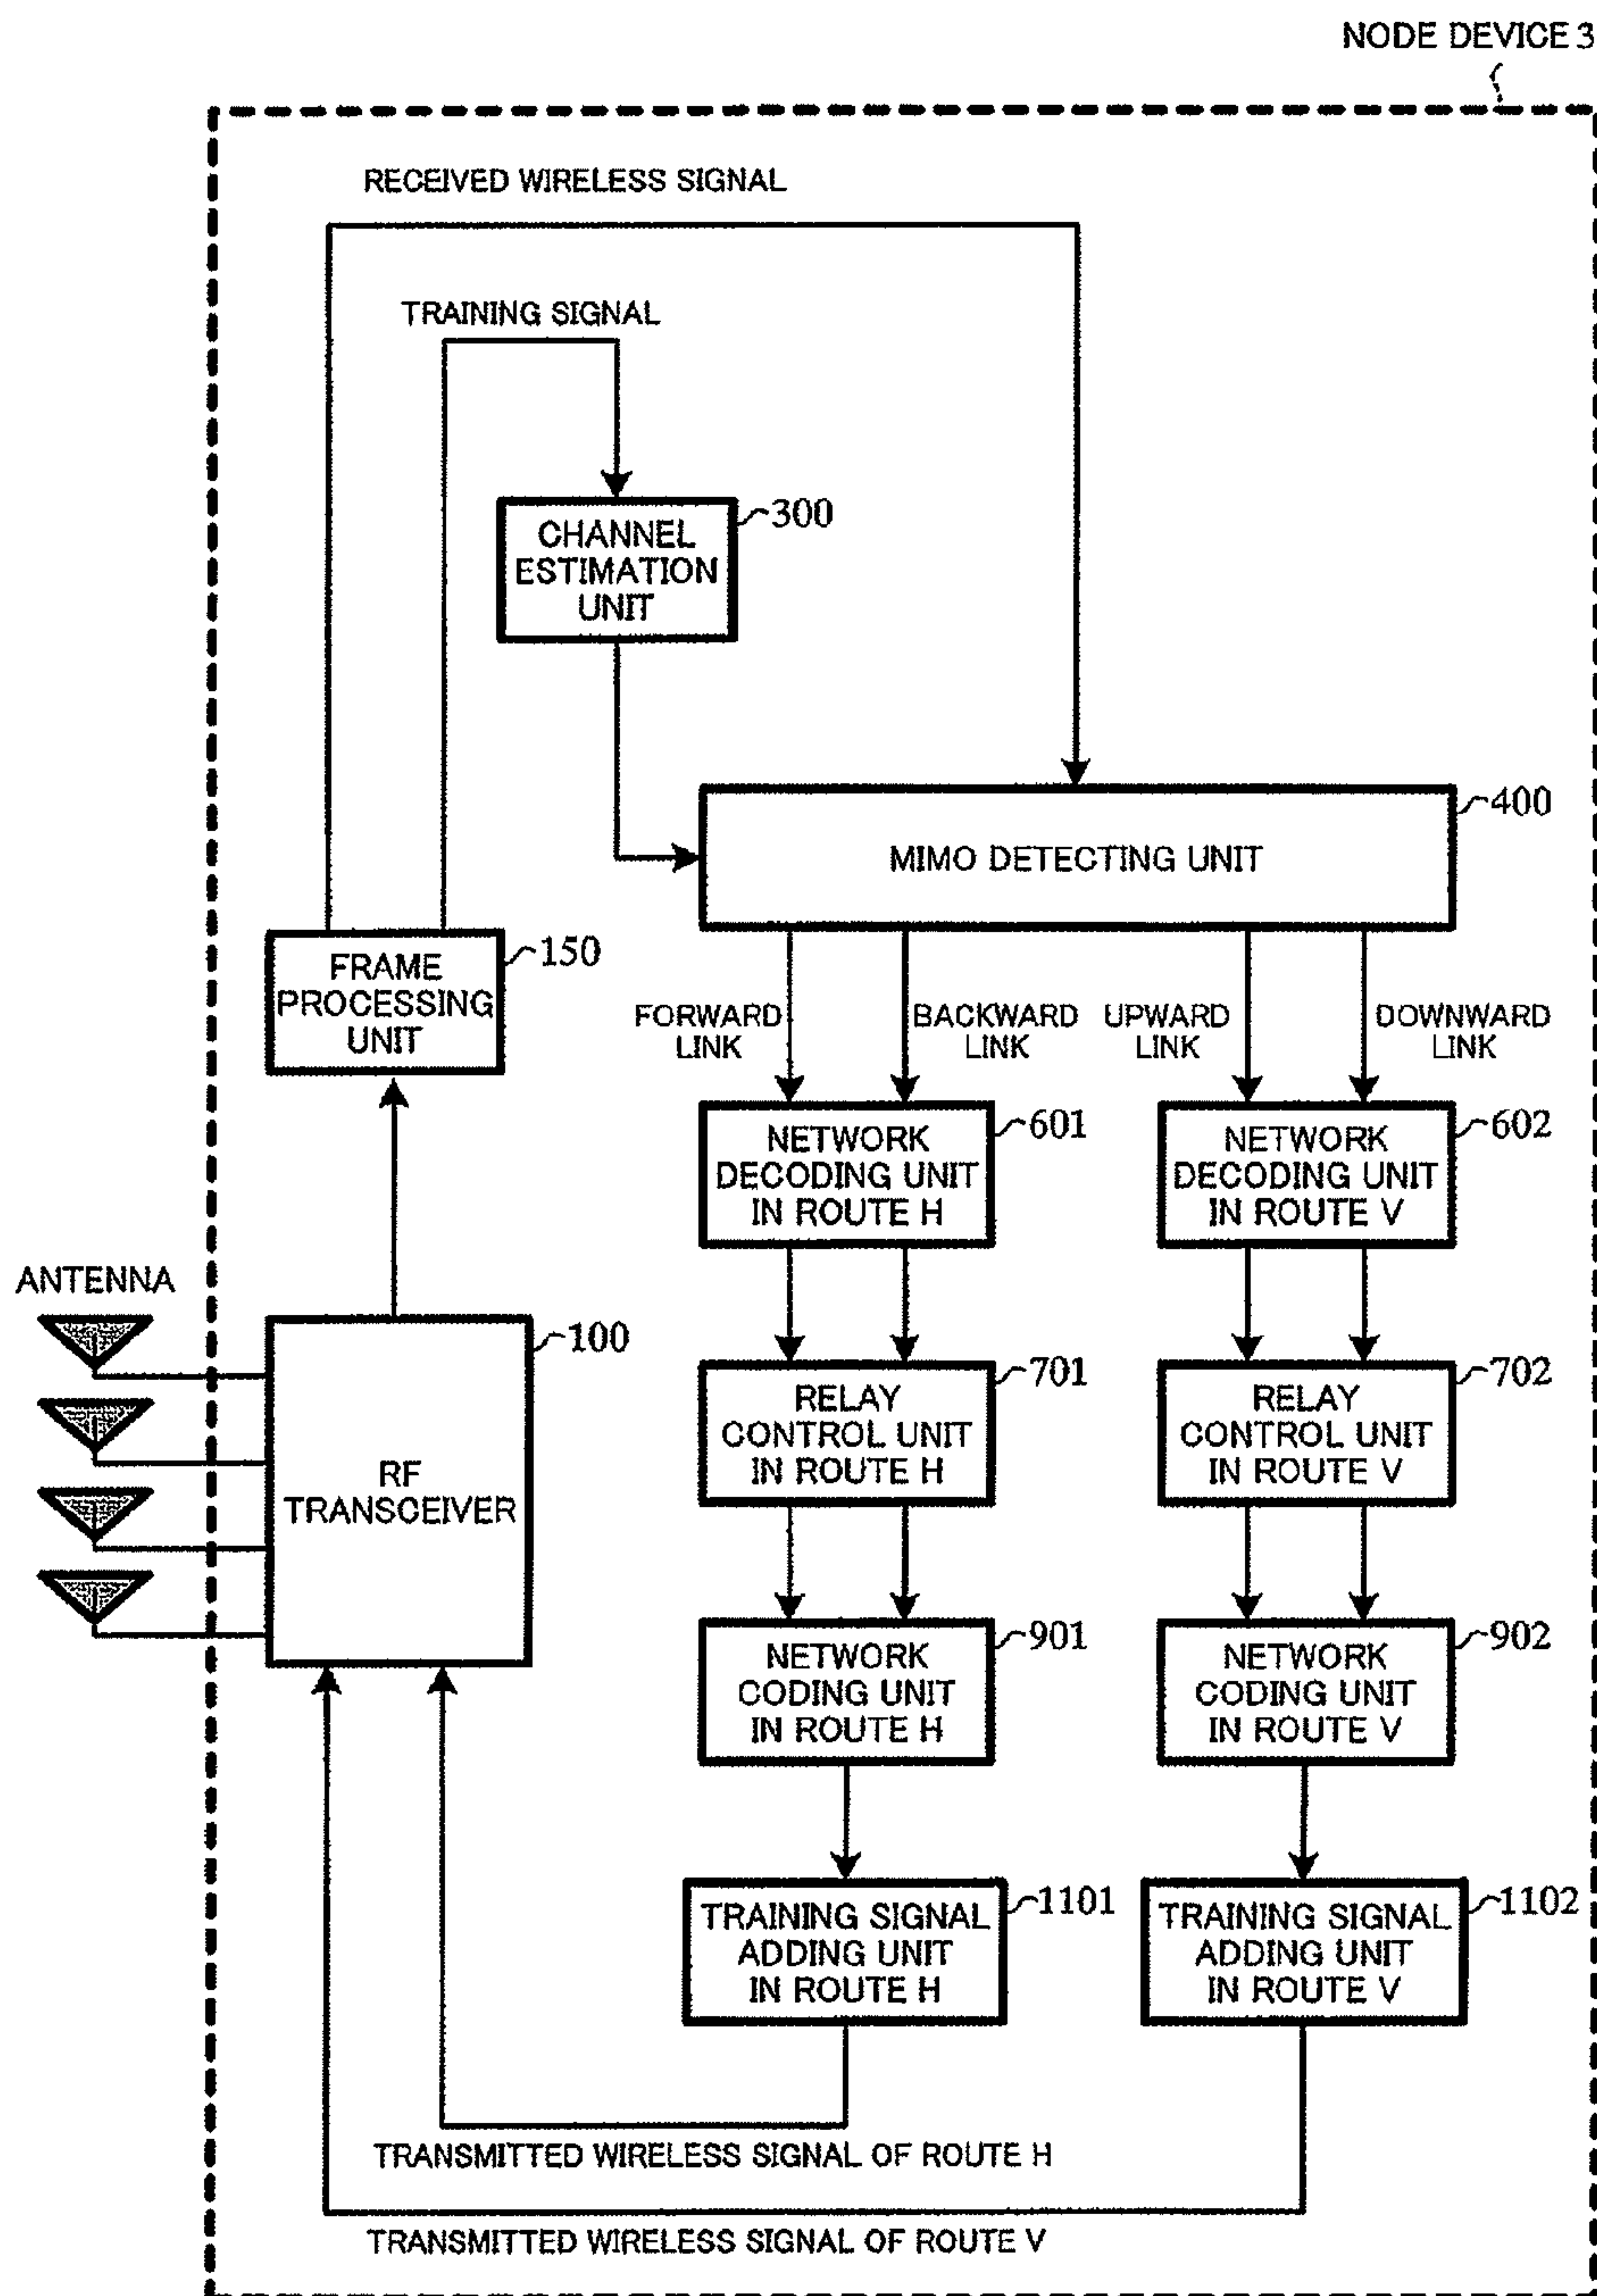 NODE DEVICE 3
RECEIVED WIRELESS SIGNAL
TRAINING SIGNAL
300
CHANNEL
ESTIMATION
UNIT
400
MIMO DETECTING UNIT
150
FRAME
PROCESSING
UNIT
FORWARD
LINK
BACKWARD
LINK
UPWARD
LINK
DOWNWARD
LINK
601
NETWORK
DECODING UNIT
IN ROUTE H
602
NETWORK
DECODING UNIT
IN ROUTE V
ANTENNA
100
RF
TRANSCEIVER
701
RELAY
CONTROL UNIT
IN ROUTE H
702
RELAY
CONTROL UNIT
IN ROUTE V
901
NETWORK
CODING UNIT
IN ROUTE H
902
NETWORK
CODING UNIT
IN ROUTE V
1101
TRAINING SIGNAL
ADDING UNIT
IN ROUTE H
1102
TRAINING SIGNAL
ADDING UNIT
IN ROUTE V
TRANSMITTED WIRELESS SIGNAL OF ROUTE H
TRANSMITTED WIRELESS SIGNAL OF ROUTE V